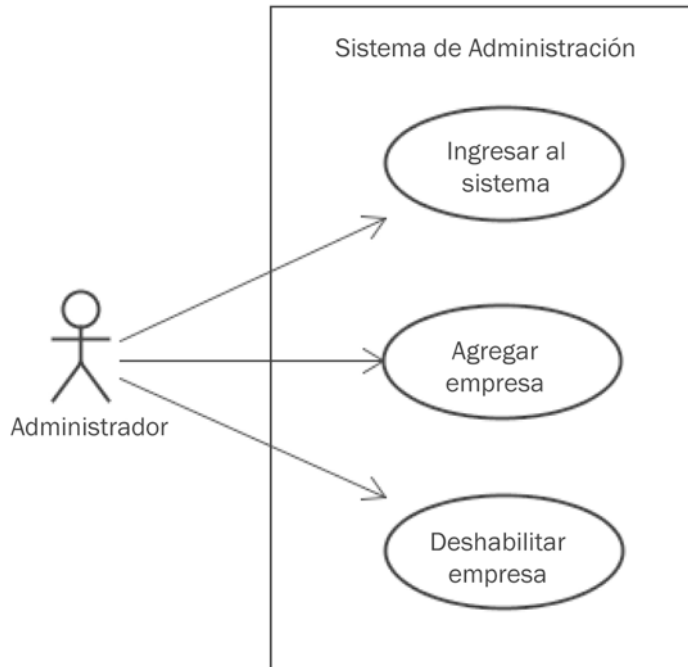 Sistema de Administración
Ingresar al
sistema
Agregar
empresa
Administrador
Deshabilitar
empresa